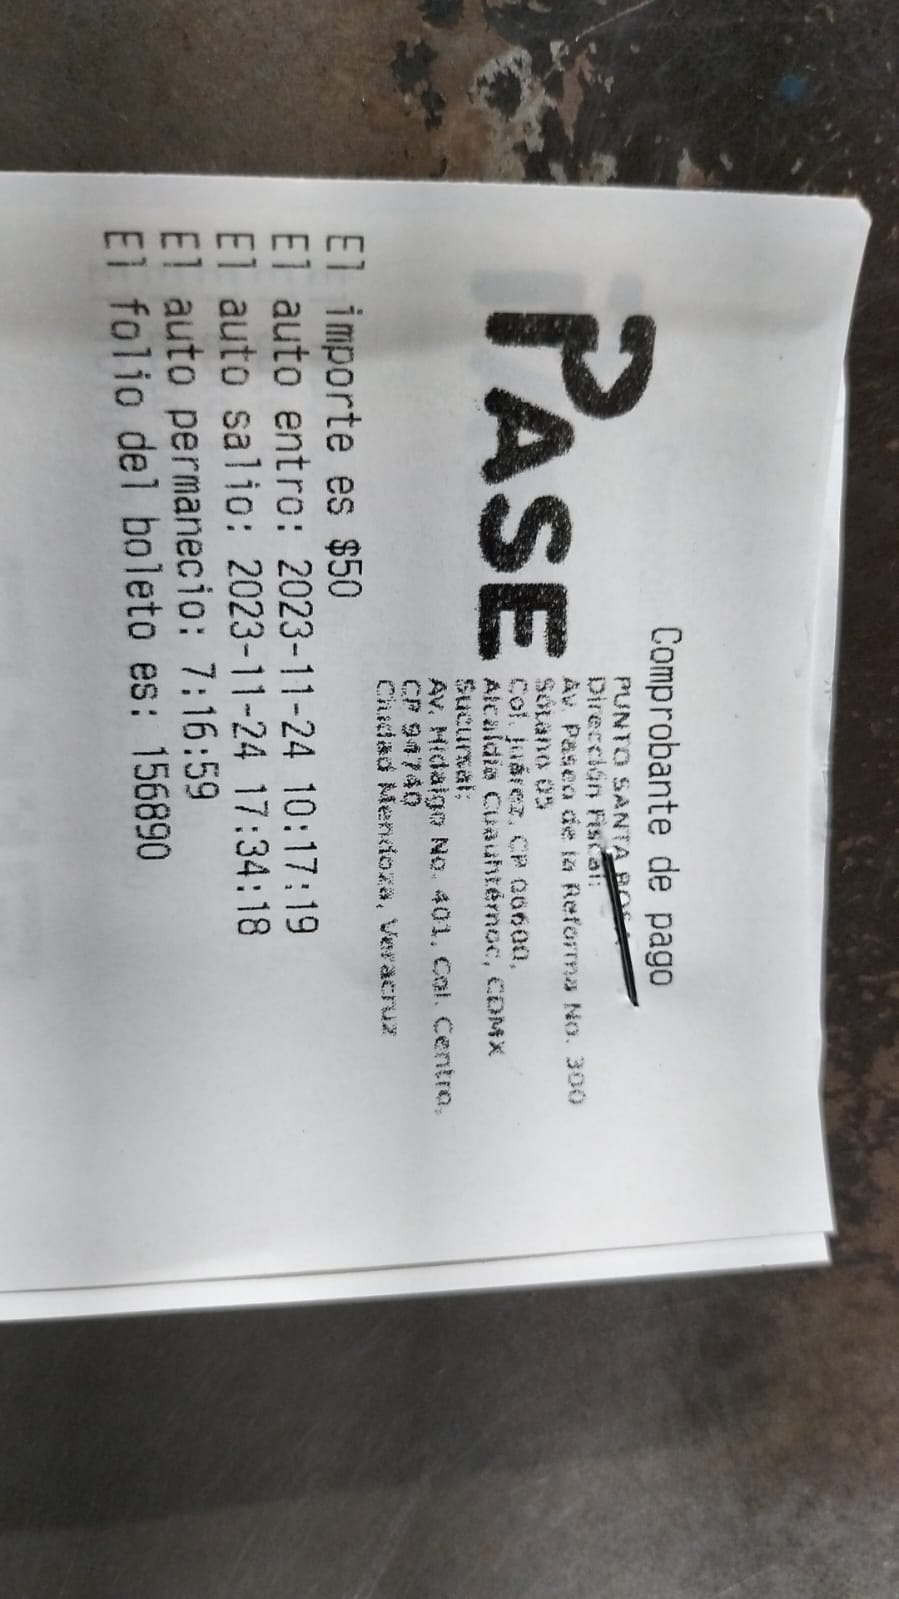 Comprobante de pago
PASE
PUNTO SANTA ROSA
Dirección Fiscal:
Av. Paseo de la Reforma No. 300
Sótano 05
Col. Juárez, CP 06600,
Alcaldía Cuauhtémoc, CDMX
Sucursal:
Av. Hidalgo No. 401, Col. Centro,
CP 94740
Ciudad Mendoza, Veracruz
El importe es $50
El auto entro: 2023-11-24 10:17:19
El auto salio: 2023-11-24 17:34:18
El auto permanecio: 7:16:59
El folio del boleto es: 156890